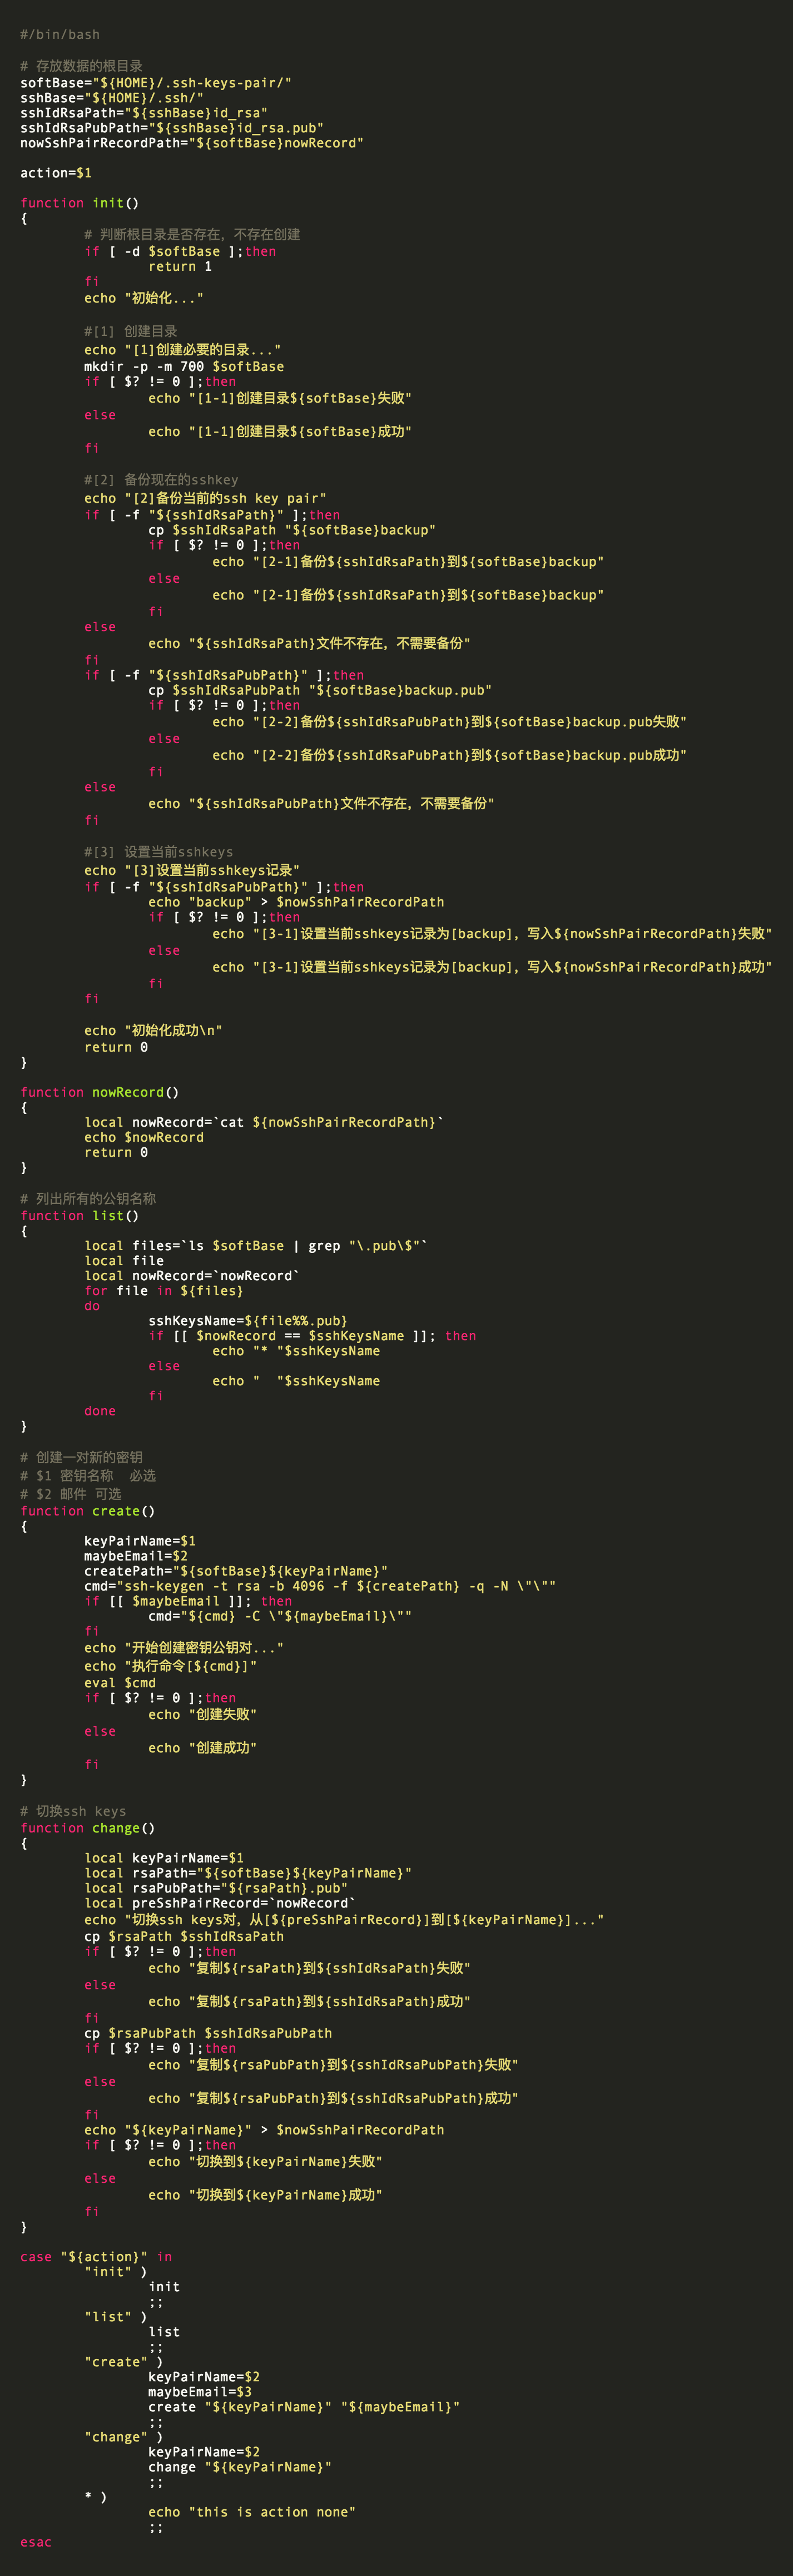 #/bin/bash

# 存放数据的根目录
softBase="${HOME}/.ssh-keys-pair/"
sshBase="${HOME}/.ssh/"
sshIdRsaPath="${sshBase}id_rsa"
sshIdRsaPubPath="${sshBase}id_rsa.pub"
nowSshPairRecordPath="${softBase}nowRecord"

action=$1

function init()
{
        # 判断根目录是否存在，不存在创建
        if [ -d $softBase ];then
                return 1
        fi
        echo "初始化..."

        #[1] 创建目录
        echo "[1]创建必要的目录..."
        mkdir -p -m 700 $softBase
        if [ $? != 0 ];then
                echo "[1-1]创建目录${softBase}失败"
        else
                echo "[1-1]创建目录${softBase}成功"
        fi

        #[2] 备份现在的sshkey
        echo "[2]备份当前的ssh key pair"
        if [ -f "${sshIdRsaPath}" ];then
                cp $sshIdRsaPath "${softBase}backup"
                if [ $? != 0 ];then
                        echo "[2-1]备份${sshIdRsaPath}到${softBase}backup"
                else
                        echo "[2-1]备份${sshIdRsaPath}到${softBase}backup"
                fi
        else
                echo "${sshIdRsaPath}文件不存在，不需要备份"
        fi
        if [ -f "${sshIdRsaPubPath}" ];then
                cp $sshIdRsaPubPath "${softBase}backup.pub"
                if [ $? != 0 ];then
                        echo "[2-2]备份${sshIdRsaPubPath}到${softBase}backup.pub失败"
                else
                        echo "[2-2]备份${sshIdRsaPubPath}到${softBase}backup.pub成功"
                fi
        else
                echo "${sshIdRsaPubPath}文件不存在，不需要备份"
        fi

        #[3] 设置当前sshkeys
        echo "[3]设置当前sshkeys记录"
        if [ -f "${sshIdRsaPubPath}" ];then
                echo "backup" > $nowSshPairRecordPath
                if [ $? != 0 ];then
                        echo "[3-1]设置当前sshkeys记录为[backup]，写入${nowSshPairRecordPath}失败"
                else
                        echo "[3-1]设置当前sshkeys记录为[backup]，写入${nowSshPairRecordPath}成功"
                fi
        fi

        echo "初始化成功\n"
        return 0
}

function nowRecord()
{
        local nowRecord=`cat ${nowSshPairRecordPath}`
        echo $nowRecord
        return 0
}

# 列出所有的公钥名称
function list()
{
        local files=`ls $softBase | grep "\.pub\$"`
        local file
        local nowRecord=`nowRecord`
        for file in ${files}
        do
                sshKeysName=${file%%.pub}
                if [[ $nowRecord == $sshKeysName ]]; then
                        echo "* "$sshKeysName
                else
                        echo "  "$sshKeysName
                fi
        done
}

# 创建一对新的密钥
# $1 密钥名称  必选
# $2 邮件 可选
function create()
{
        keyPairName=$1
        maybeEmail=$2
        createPath="${softBase}${keyPairName}"
        cmd="ssh-keygen -t rsa -b 4096 -f ${createPath} -q -N \"\""
        if [[ $maybeEmail ]]; then
                cmd="${cmd} -C \"${maybeEmail}\""
        fi
        echo "开始创建密钥公钥对..."
        echo "执行命令[${cmd}]"
        eval $cmd
        if [ $? != 0 ];then
                echo "创建失败"
        else
                echo "创建成功"
        fi
}

# 切换ssh keys
function change()
{
        local keyPairName=$1
        local rsaPath="${softBase}${keyPairName}"
        local rsaPubPath="${rsaPath}.pub"
        local preSshPairRecord=`nowRecord`
        echo "切换ssh keys对，从[${preSshPairRecord}]到[${keyPairName}]..."
        cp $rsaPath $sshIdRsaPath
        if [ $? != 0 ];then
                echo "复制${rsaPath}到${sshIdRsaPath}失败"
        else
                echo "复制${rsaPath}到${sshIdRsaPath}成功"
        fi
        cp $rsaPubPath $sshIdRsaPubPath
        if [ $? != 0 ];then
                echo "复制${rsaPubPath}到${sshIdRsaPubPath}失败"
        else
                echo "复制${rsaPubPath}到${sshIdRsaPubPath}成功"
        fi
        echo "${keyPairName}" > $nowSshPairRecordPath
        if [ $? != 0 ];then
                echo "切换到${keyPairName}失败"
        else
                echo "切换到${keyPairName}成功"
        fi
}

case "${action}" in
        "init" )
                init
                ;;
        "list" )
                list
                ;;
        "create" )
                keyPairName=$2
                maybeEmail=$3
                create "${keyPairName}" "${maybeEmail}"
                ;;
        "change" )
                keyPairName=$2
                change "${keyPairName}"
                ;;
        * )
                echo "this is action none"
                ;;
esac